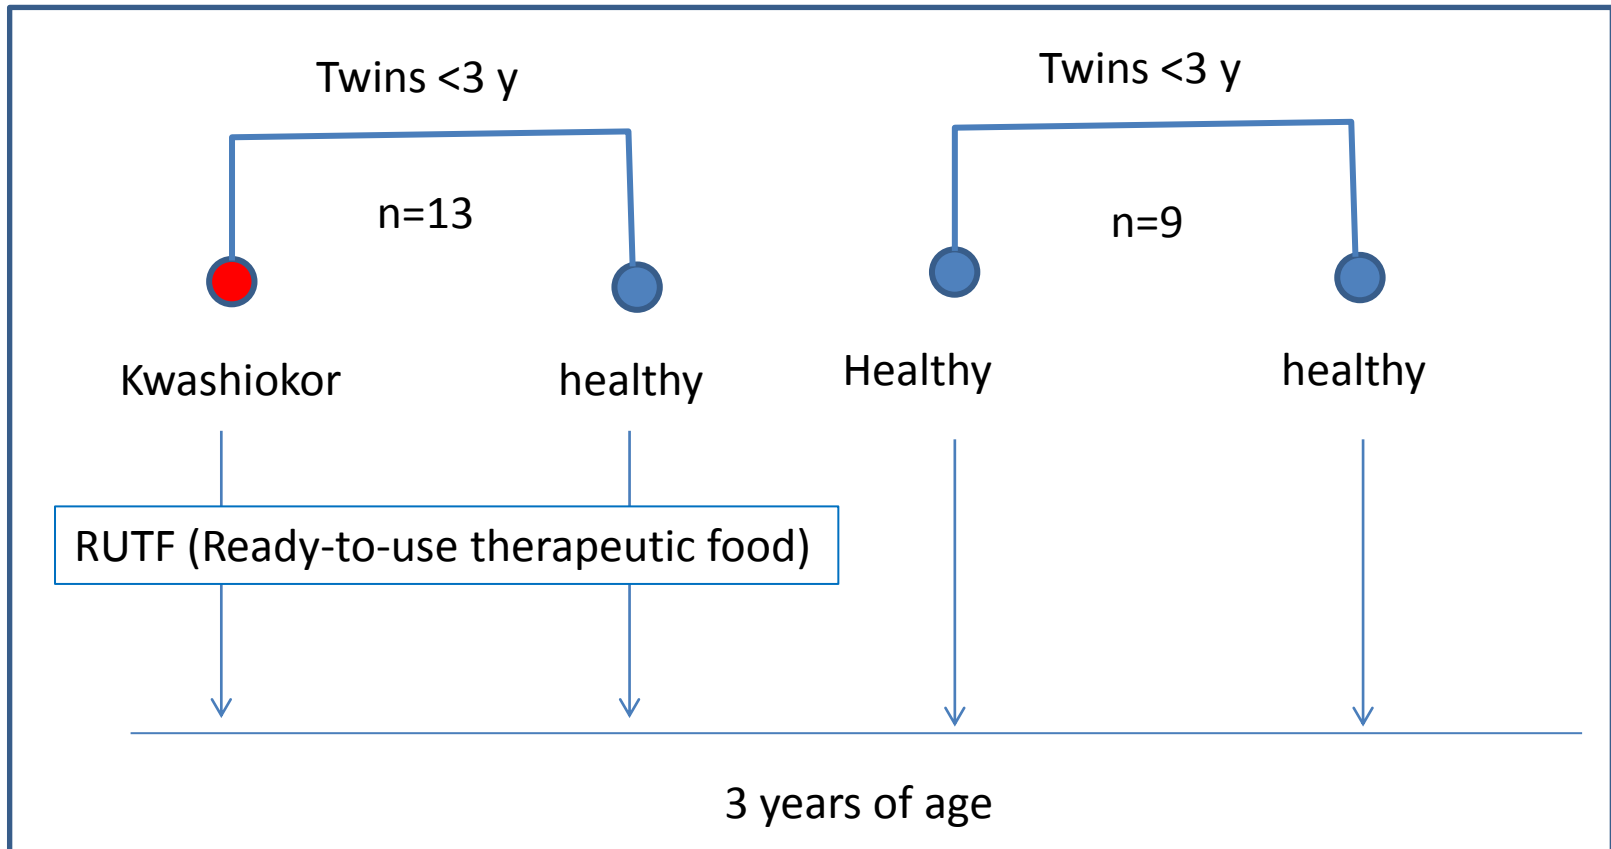 Twins <3 y
Twins <3 y
n=13
n=9
Kwashiokor
healthy
Healthy
healthy
RUTF (Ready-to-use therapeutic food)
3 years of age